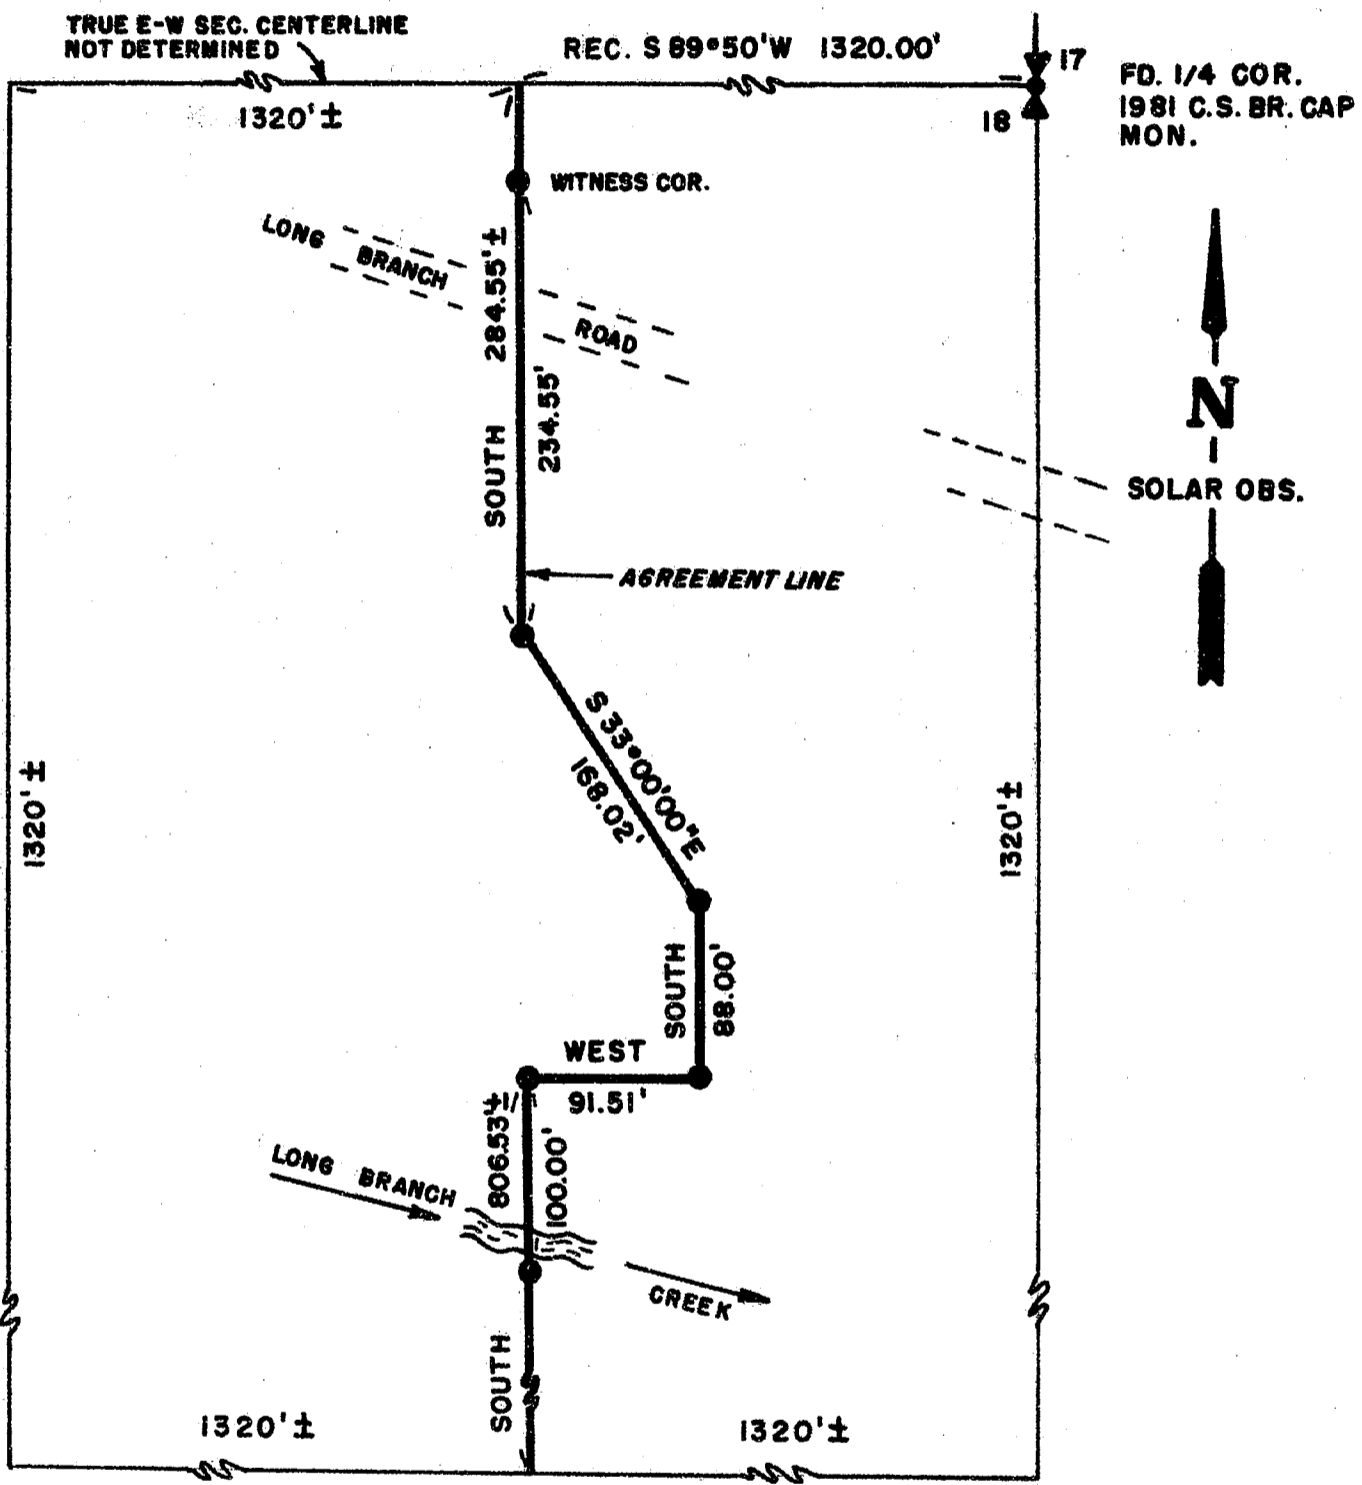 TRUE E-W SEC. CENTERLINE
NOT DETERMINED
REC. S 89°50'W 1320.00'
17
FD. 1/4 COR.
1981 C.S. BR. CAP
MON.
1320'±
18
WITNESS COR.
LONG BRANCH ROAD
SOUTH 284.55'±
234.55'
N
SOLAR OBS.
AGREEMENT LINE
S 33°00'00"E
168.02'
1320'±
1320'±
SOUTH
88.00'
WEST
91.51'
806.53'±
100.00'
LONG BRANCH
CREEK
SOUTH
1320'±
1320'±